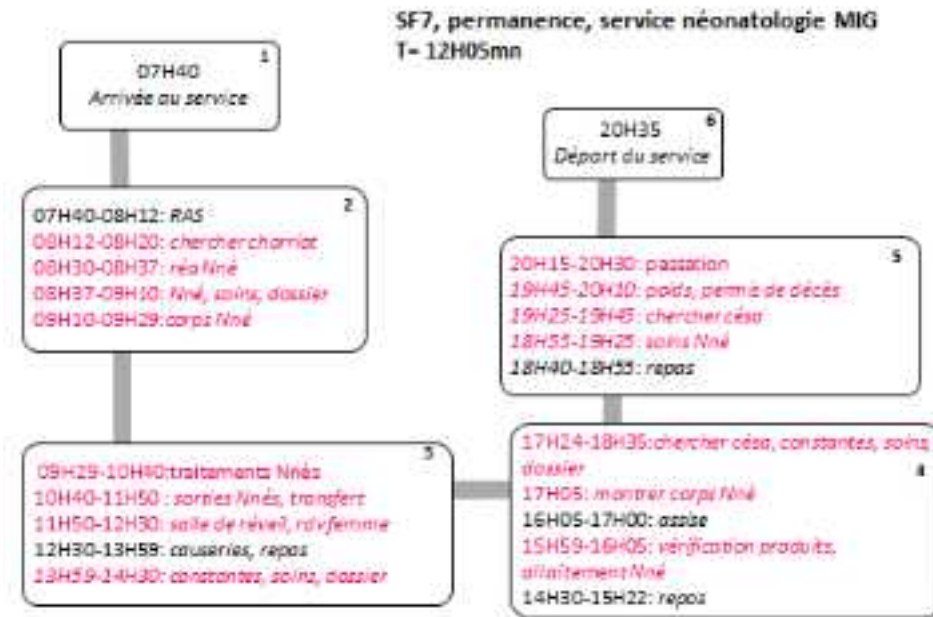 SF7, permanence, service néonatologie MIG
T= 12H05mn
1
07H40
Arrivée au service
2
07H40-08H12: RAS
08H12-08H20: chercher charriat
08H30-08H37: réa Nné
08H37-09H10: Nné, soins, dossier
09H10-09H29: corps Nné
3
09H29-10H40:traitements Nnés
10H40-11H50 : sorties Nnés, transfert
11H50-12H30: salle de réveil, rdvfemme
12H30-13H59: causeries, repas
13H59-14H30: constantes, soins, dossier
17H24-18H35:chercher césa, constantes, soins,
dossier
4
17H05: montrer corps Nné
16H05-17H00: assise
15H59-16H05: vérification produits,
allaitement Nné
14H30-15H22: repos
5
20H15-20H30: passation
19H45-20H10: poids, permis de décès
19H25-19H45: chercher césa
18H55-19H25: soins Nné
18H40-18H55: repas
6
20H35
Départ du service